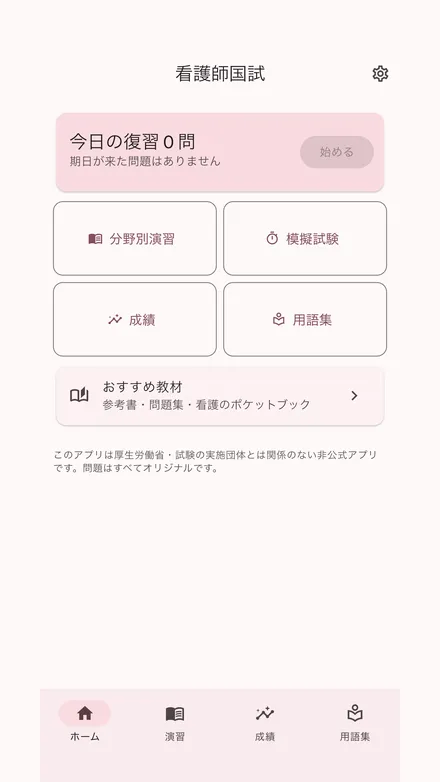 看護師国試
今日の復習 0 問
期日が来た問題はありません
始める
分野別演習
模擬試験
成績
用語集
おすすめ教材
参考書・問題集・看護のポケットブック
このアプリは厚生労働省・試験の実施団体とは関係のない非公式アプリ
です。問題はすべてオリジナルです。
ホーム
演習
成績
用語集